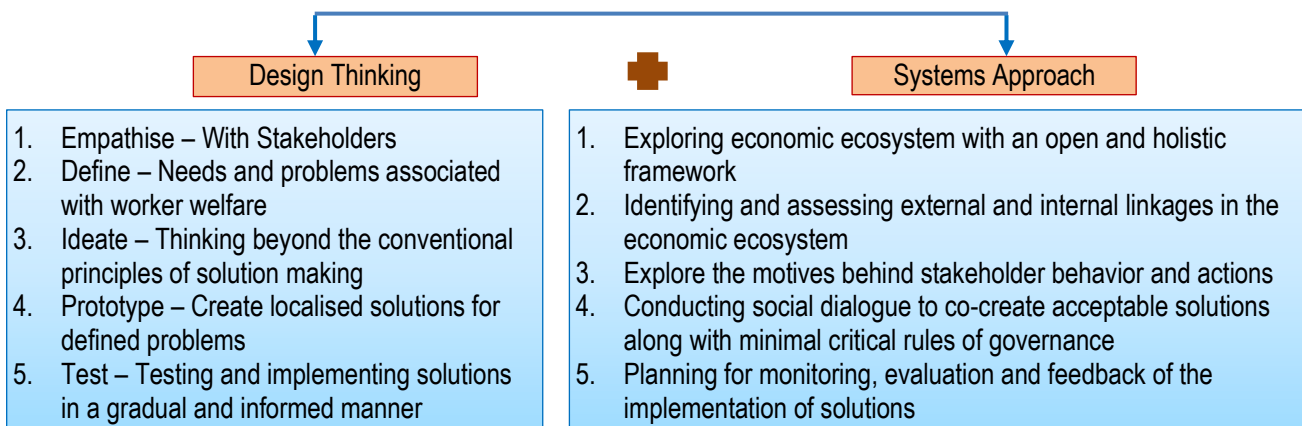 Design Thinking
Systems Approach
1. Empathise – With Stakeholders
2. Define – Needs and problems associated
with worker welfare
3. Ideate – Thinking beyond the conventional
principles of solution making
4. Prototype – Create localised solutions for
defined problems
5. Test – Testing and implementing solutions
in a gradual and informed manner
1. Exploring economic ecosystem with an open and holistic
framework
2. Identifying and assessing external and internal linkages in the
economic ecosystem
3. Explore the motives behind stakeholder behavior and actions
4. Conducting social dialogue to co-create acceptable solutions
along with minimal critical rules of governance
5. Planning for monitoring, evaluation and feedback of the
implementation of solutions